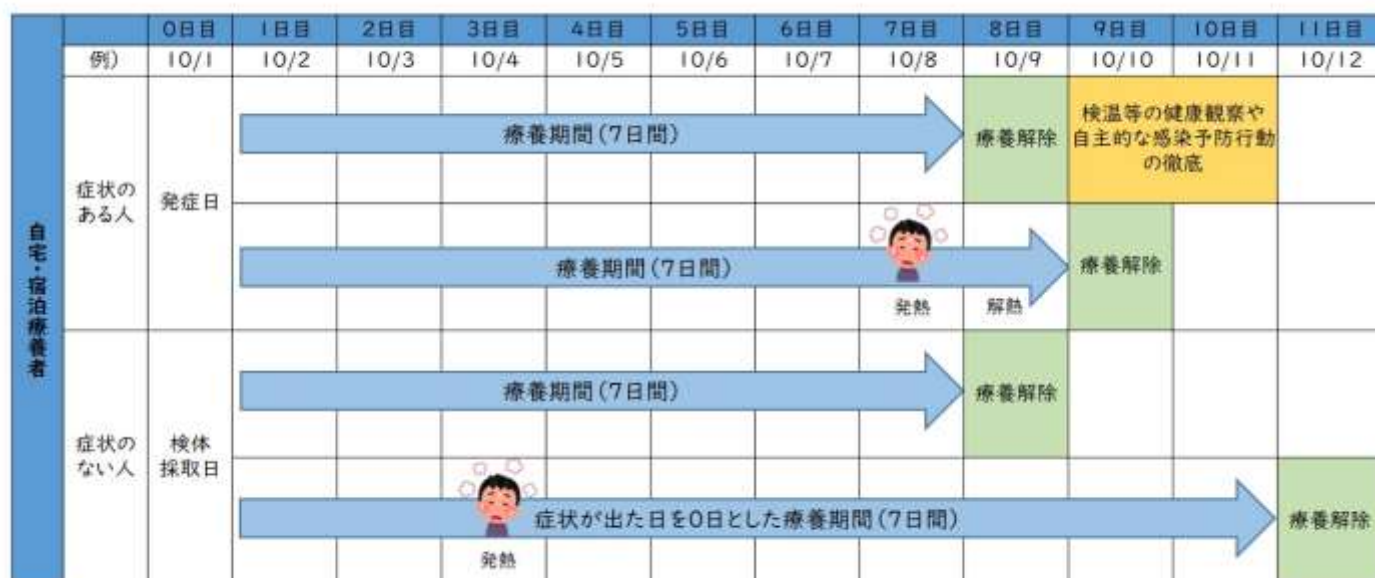 0日目 1日目 2日目 3日目 4日目 5日目 6日目 7日目 8日目 9日目 10日目 11日目
例) 10/1 10/2 10/3 10/4 10/5 10/6 10/7 10/8 10/9 10/10 10/11 10/12
自宅・宿泊療養者
症状の
ある人
発症日
療養期間(7日間)
療養解除
検温等の健康観察や
自主的な感染予防行動
の徹底
療養期間(7日間)
発熱
解熱
療養解除
症状の
ない人
検体
採取日
療養期間(7日間)
療養解除
発熱
症状が出た日を0日とした療養期間(7日間)
療養解除